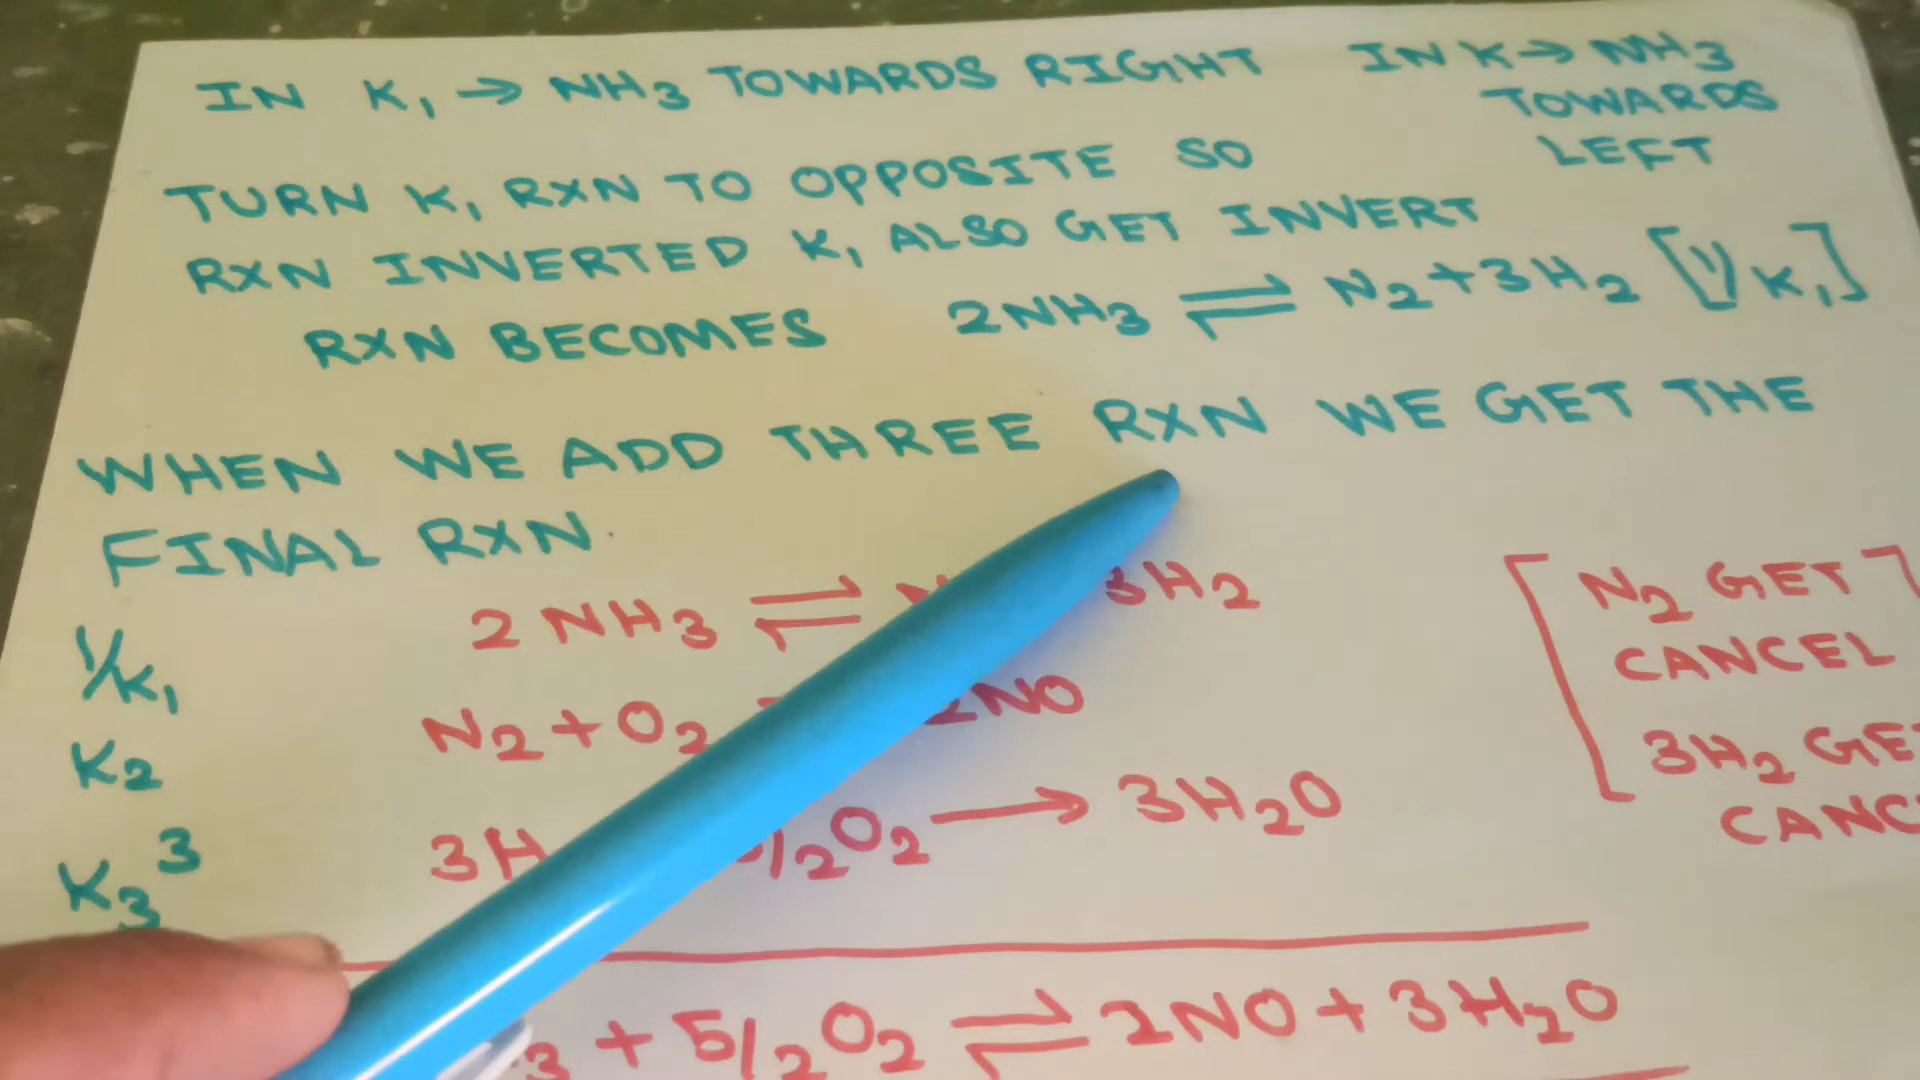 IN K1 → NH3 TOWARDS RIGHT IN K → NH3
TOWARDS
LEFT
TURN K1 RXN TO OPPOSITE SO
RXN INVERTED K1 ALSO GET INVERT
RXN BECOMES 2NH3 ⇌ N2+3H2 [1/K1]
WHEN WE ADD THREE RXN WE GET THE
FINAL RXN.
1/K1 2NH3 ⇌ 3H2
K2 N2+O2 2NO
K3^3 3H /2O2 → 3H2O
[N2 GET
CANCEL
3H2
3 + 5/2O2 ⇌ 2NO + 3H2O